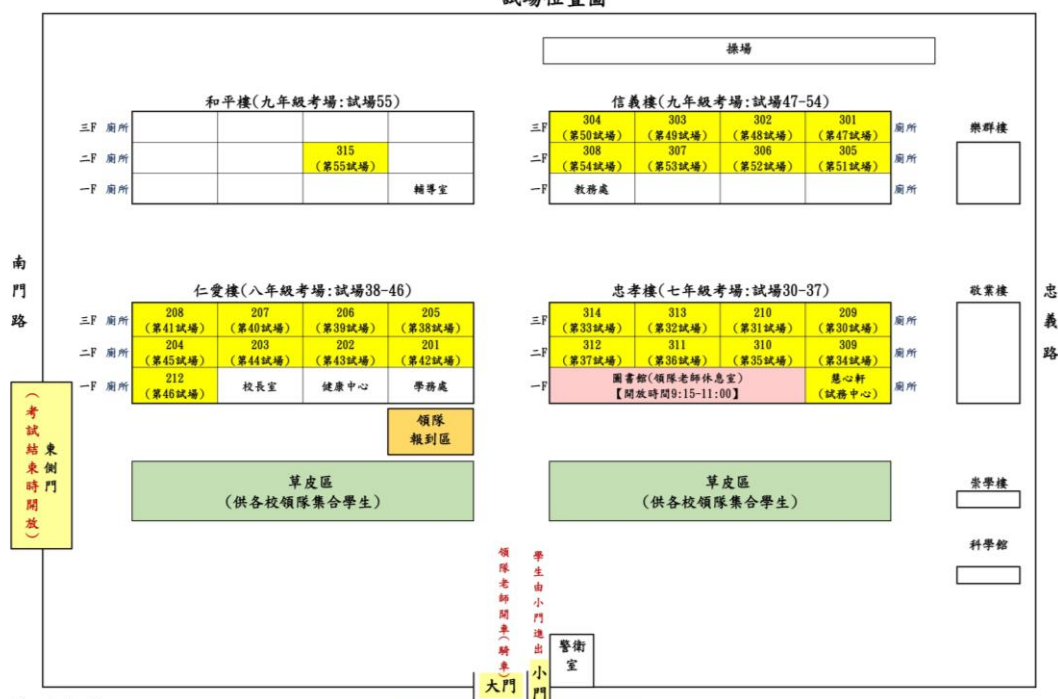 試場位置圖
操場
和平樓(九年級考場:試場55)
三F 廁所
二F 廁所 315
(第55試場)
一F 廁所 輔導室
信義樓(九年級考場:試場47-54)
三F 304 303 302 301 廁所
(第50試場) (第49試場) (第48試場) (第47試場)
二F 308 307 306 305 廁所
(第54試場) (第53試場) (第52試場) (第51試場)
一F 教務處 廁所
樂群樓
南門路
仁愛樓(八年級考場:試場38-46)
三F 廁所 208 207 206 205
(第41試場) (第40試場) (第39試場) (第38試場)
二F 廁所 204 203 202 201
(第45試場) (第44試場) (第43試場) (第42試場)
一F 廁所 212 校長室 健康中心 學務處
(第46試場)
忠孝樓(七年級考場:試場30-37)
三F 314 313 210 209 廁所
(第33試場) (第32試場) (第31試場) (第30試場)
二F 312 311 310 309 廁所
(第37試場) (第36試場) (第35試場) (第34試場)
一F 圖書館(領隊老師休息室) 慧心軒 廁所
【開放時間9:15-11:00】 (試務中心)
敬業樓
忠義路
東側門
(考試結束時開放)
領隊
報到區
草皮區
(供各校領隊集合學生)
草皮區
(供各校領隊集合學生)
崇學樓
科學館
領隊老師開車(騎車)
學生由小門進出
警衛室
大門
小門